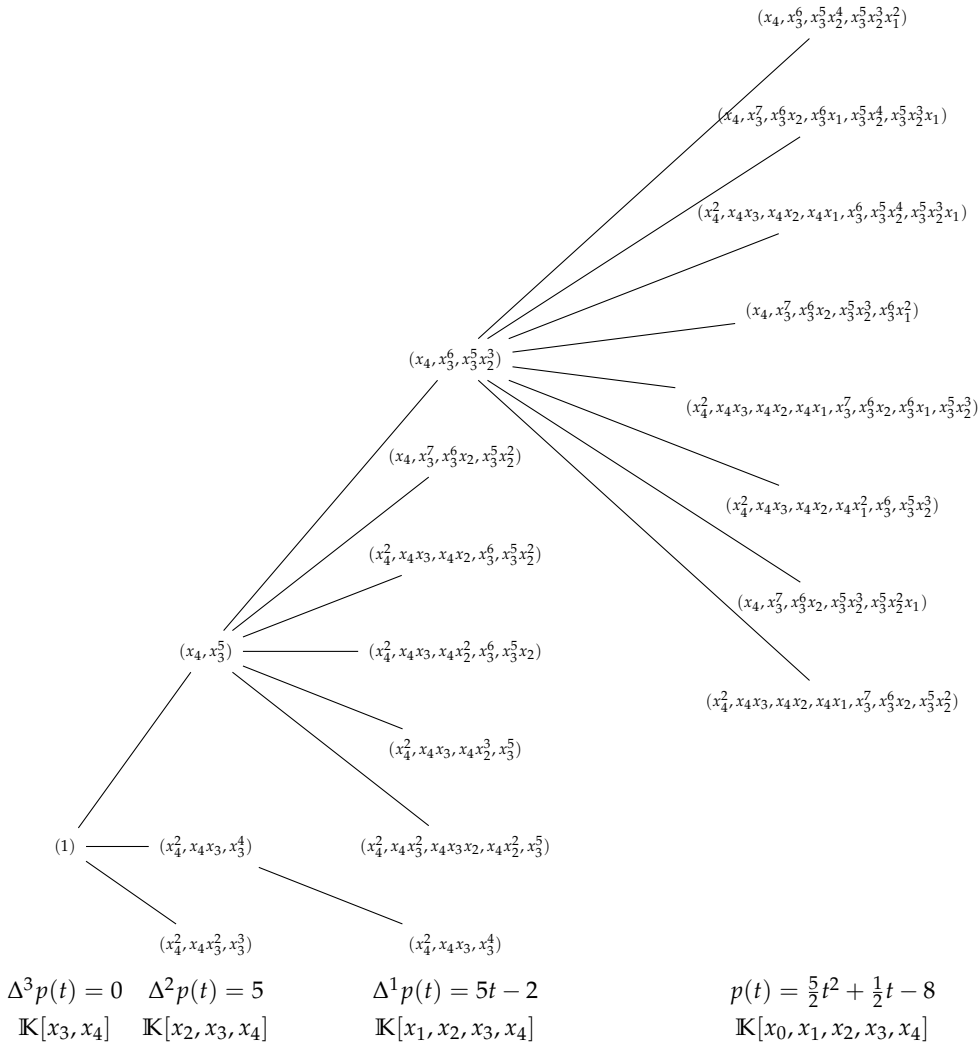 (x_4, x_3^6, x_3^5x_2^4, x_3^5x_2^3x_1^2)
(x_4, x_3^7, x_3^6x_2, x_3^6x_1, x_3^5x_2^4, x_3^5x_2^3x_1)
(x_4^2, x_4x_3, x_4x_2, x_4x_1, x_3^6, x_3^5x_2^4, x_3^5x_2^3x_1)
(x_4, x_3^7, x_3^6x_2, x_3^5x_2^3, x_3^6x_1^2)
(x_4, x_3^6, x_3^5x_2^3)
(x_4^2, x_4x_3, x_4x_2, x_4x_1, x_3^7, x_3^6x_2, x_3^6x_1, x_3^5x_2^3)
(x_4, x_3^7, x_3^6x_2, x_3^5x_2^2)
(x_4^2, x_4x_3, x_4x_2, x_4x_1^2, x_3^6, x_3^5x_2^3)
(x_4^2, x_4x_3, x_4x_2, x_3^6, x_3^5x_2^2)
(x_4, x_3^7, x_3^6x_2, x_3^5x_2^3, x_3^5x_2^2x_1)
(x_4, x_3^5)
(x_4^2, x_4x_3, x_4x_2^2, x_3^6, x_3^5x_2)
(x_4^2, x_4x_3, x_4x_2, x_4x_1, x_3^7, x_3^6x_2, x_3^5x_2^2)
(x_4^2, x_4x_3, x_4x_2^3, x_3^5)
(1)
(x_4^2, x_4x_3, x_3^4)
(x_4^2, x_4x_3^2, x_4x_3x_2, x_4x_2^2, x_3^5)
(x_4^2, x_4x_3^2, x_3^3)
(x_4^2, x_4x_3, x_3^4)
Δ^3p(t) = 0 Δ^2p(t) = 5 Δ^1p(t) = 5t − 2 p(t) = \frac{5}{2}t^2 + \frac{1}{2}t − 8
𝕂[x_3, x_4] 𝕂[x_2, x_3, x_4] 𝕂[x_1, x_2, x_3, x_4] 𝕂[x_0, x_1, x_2, x_3, x_4]